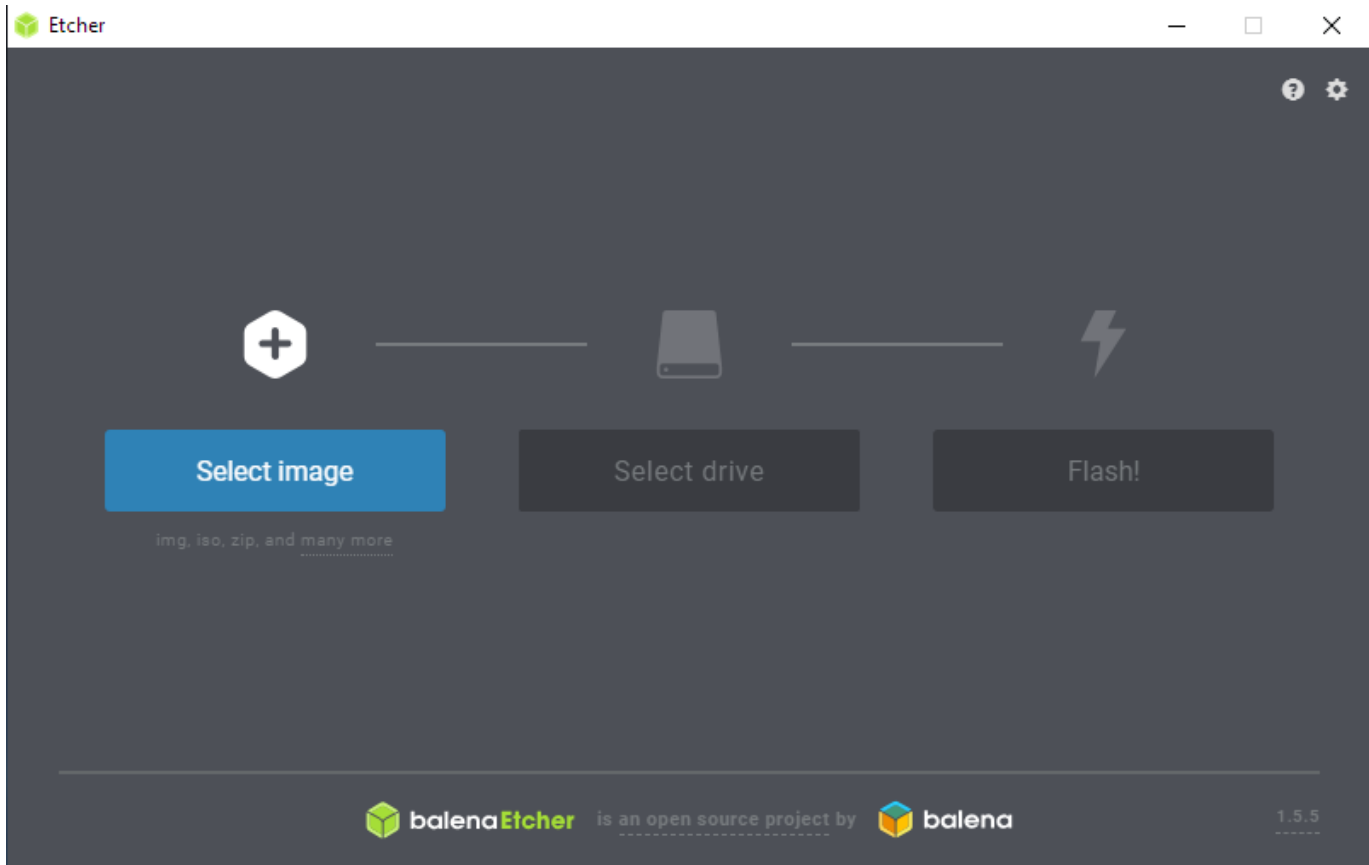 Etcher
Select image
Select drive
Flash!
img, iso, zip, and many more
balenaEtcher is an open source project by balena
1.5.5